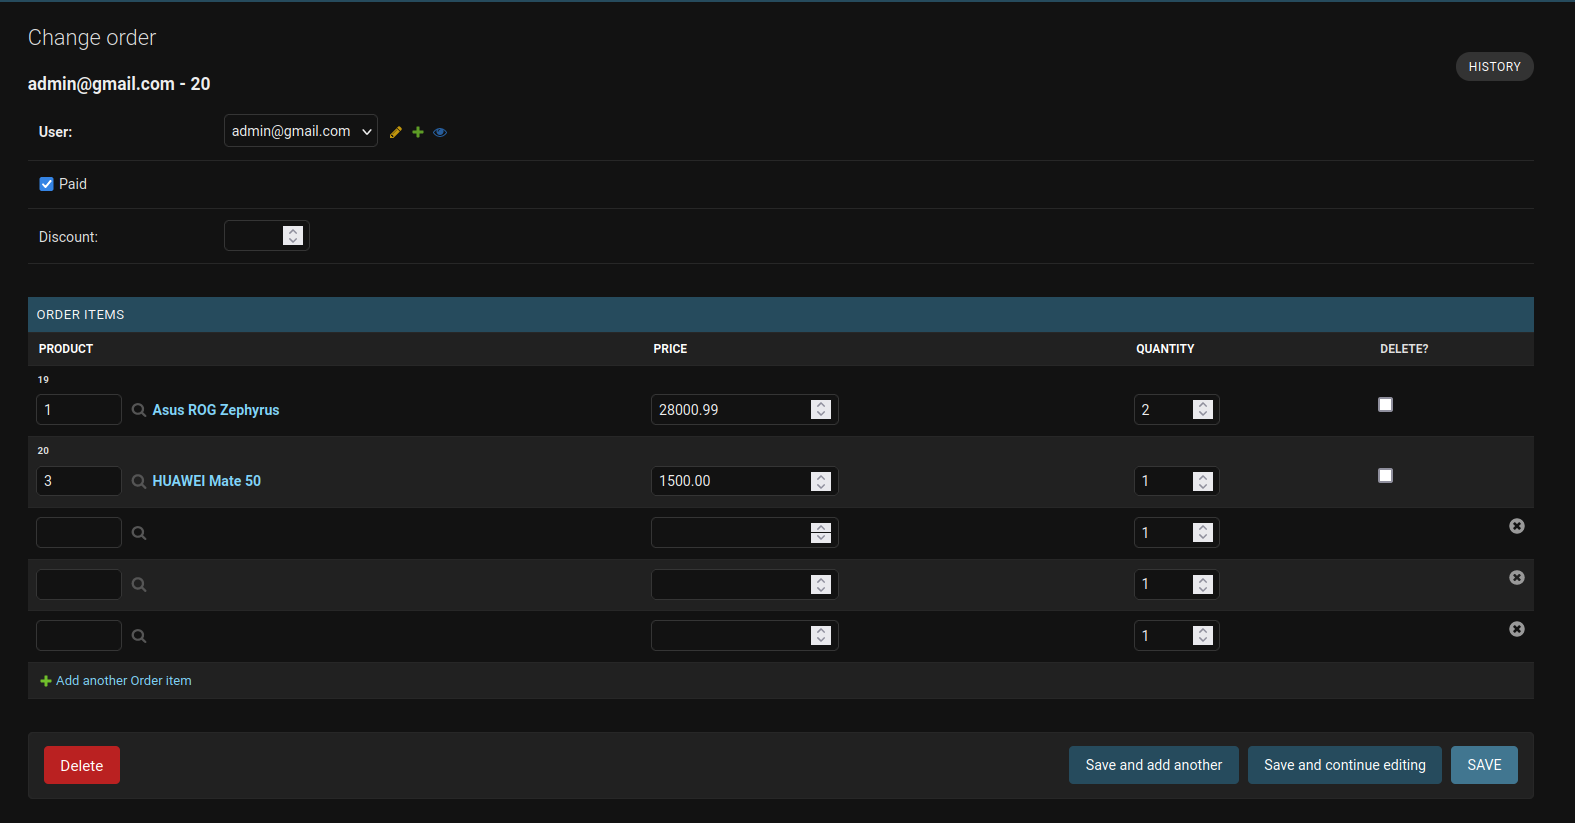 Change order
HISTORY
admin@gmail.com - 20
User: admin@gmail.com
Paid
Discount:
ORDER ITEMS
PRODUCT PRICE QUANTITY DELETE?
19
1 Asus ROG Zephyrus 28000.99 2
20
3 HUAWEI Mate 50 1500.00 1
1
1
1
Add another Order item
Delete Save and add another Save and continue editing SAVE